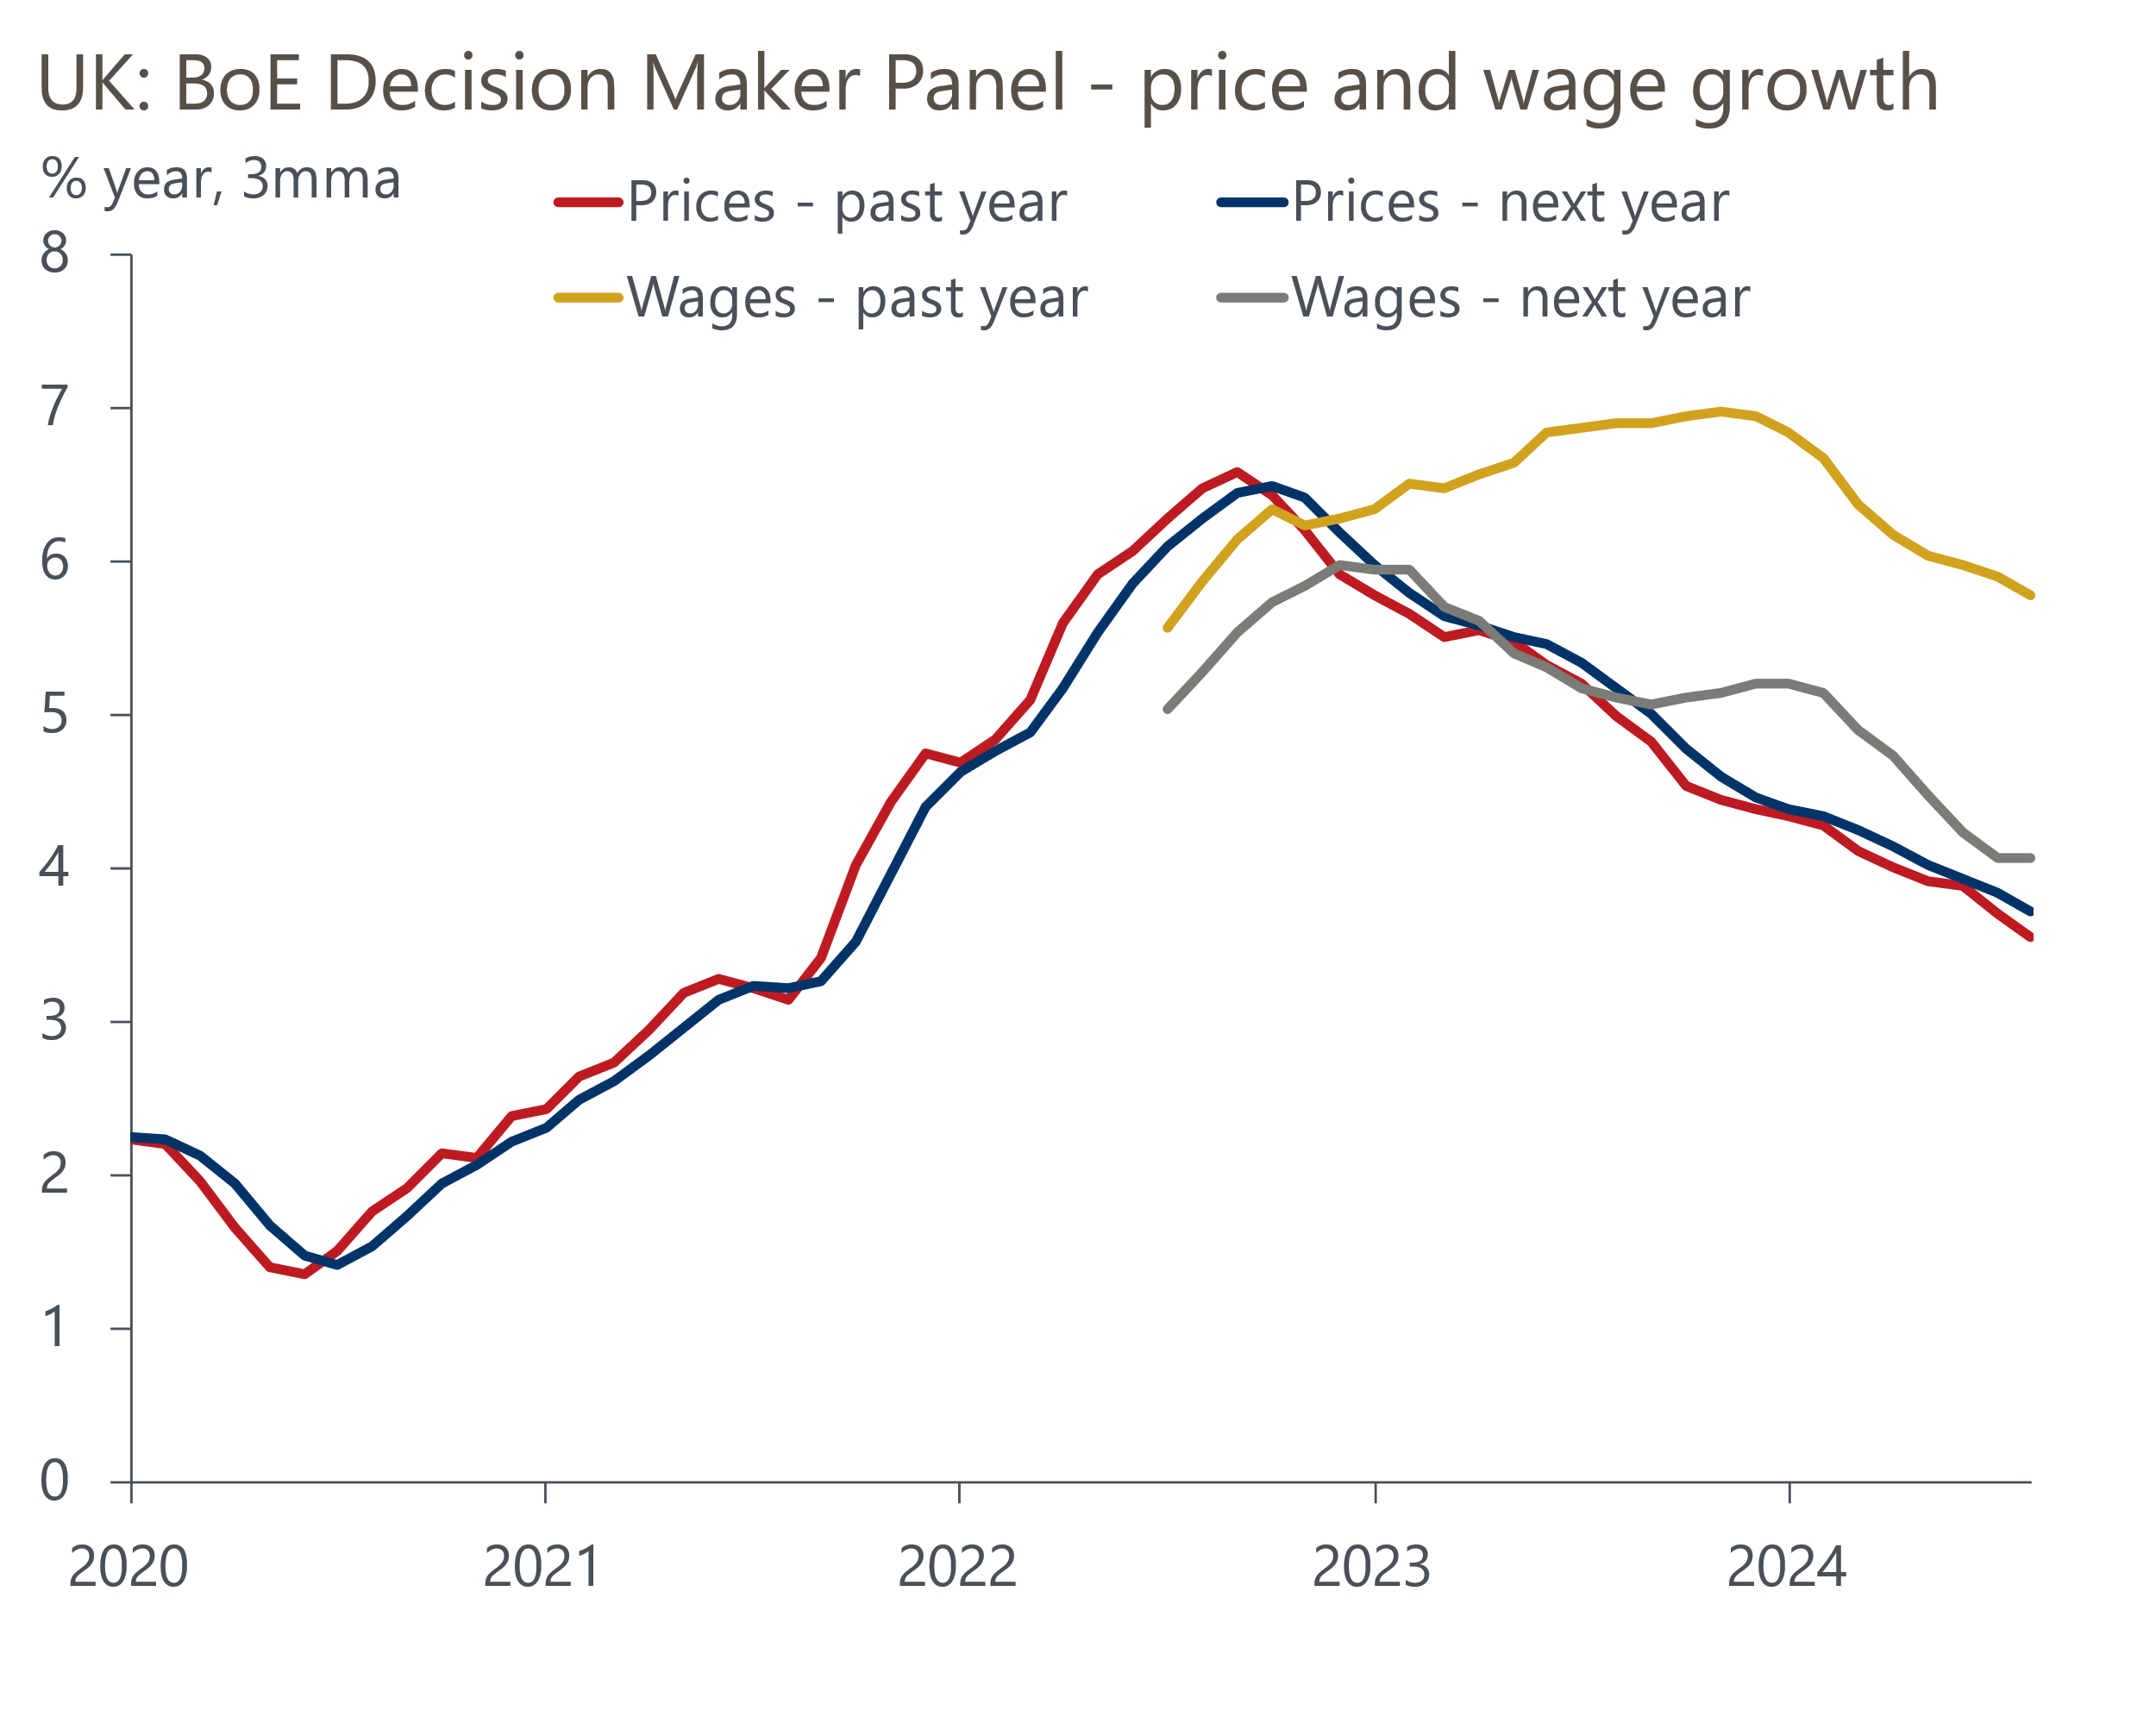 UK: BoE Decision Maker Panel - price and wage growth
% year, 3mma
Prices - past year
Prices - next year
Wages - past year
Wages - next year
8
7
6
5
4
3
2
1
0
2020 2021 2022 2023 2024